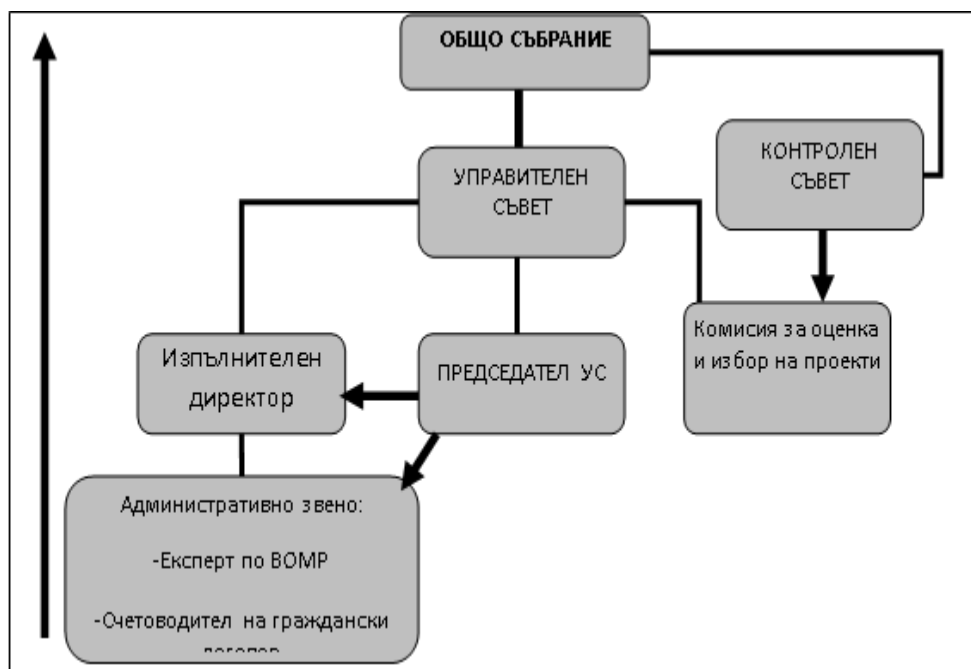 ОБЩО СЪБРАНИЕ
УПРАВИТЕЛЕН
СЪВЕТ
КОНТРОЛЕН
СЪВЕТ
Изпълнителен
директор
ПРЕДСЕДАТЕЛ УС
Комисия за оценка
и избор на проекти
Административно звено:
-Експерт по ВОМР
-Счетоводител на граждански